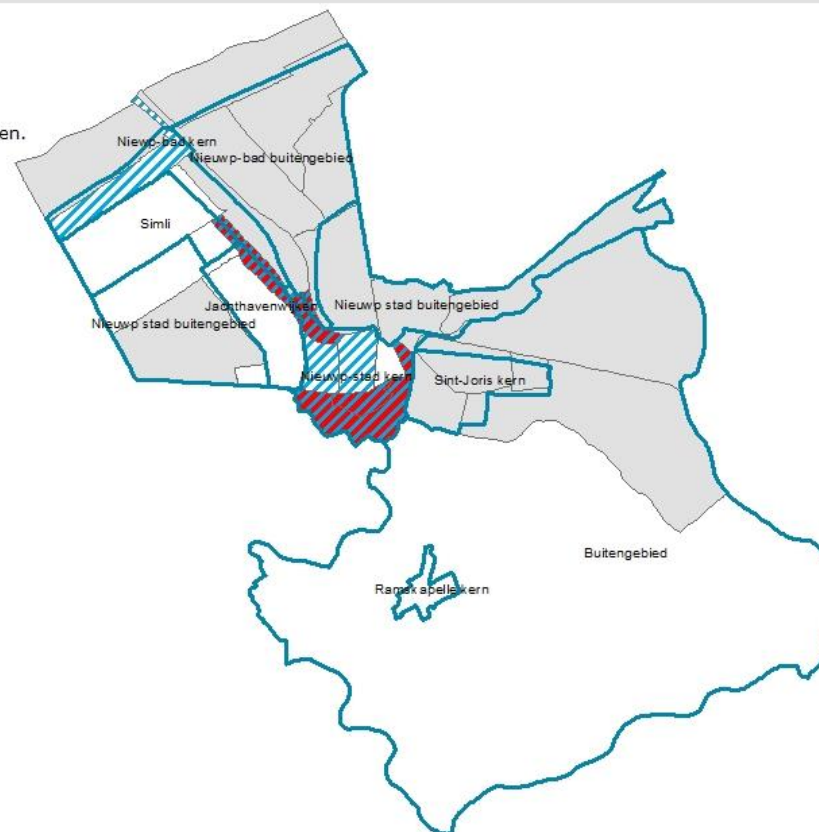 en.
Niewp-bad kern
Nieuwp-bad buitengebied
Simli
Jachthavenwijken
Nieuwp stad buitengebied
Nieuwp stad buitengebied
Nieuwp-stad kern
Sint-Joris kern
Buitengebied
Ramskapelle kern